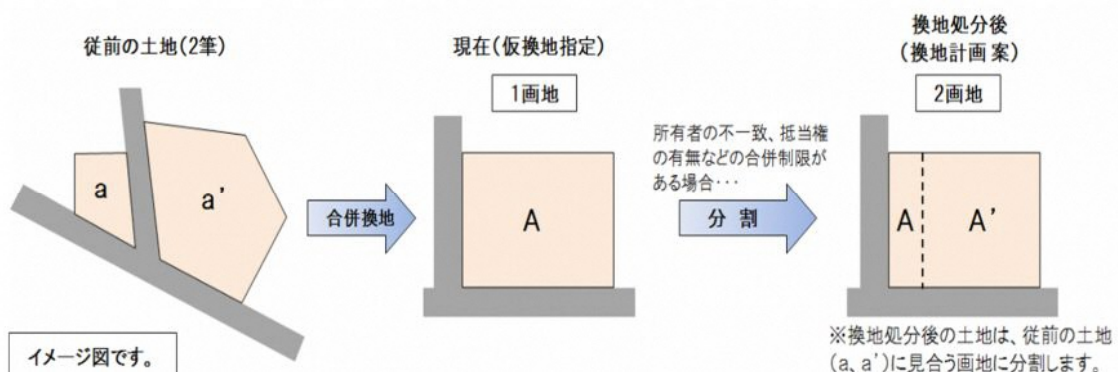 従前の土地(2筆)
a
a'
イメージ図です。
合併換地
現在(仮換地指定)
1画地
A
所有者の不一致、抵当権
の有無などの合併制限が
ある場合・・・
分 割
換地処分後
(換地計画案)
2画地
A
A'
※換地処分後の土地は、従前の土地
(a、a')に見合う画地に分割します。